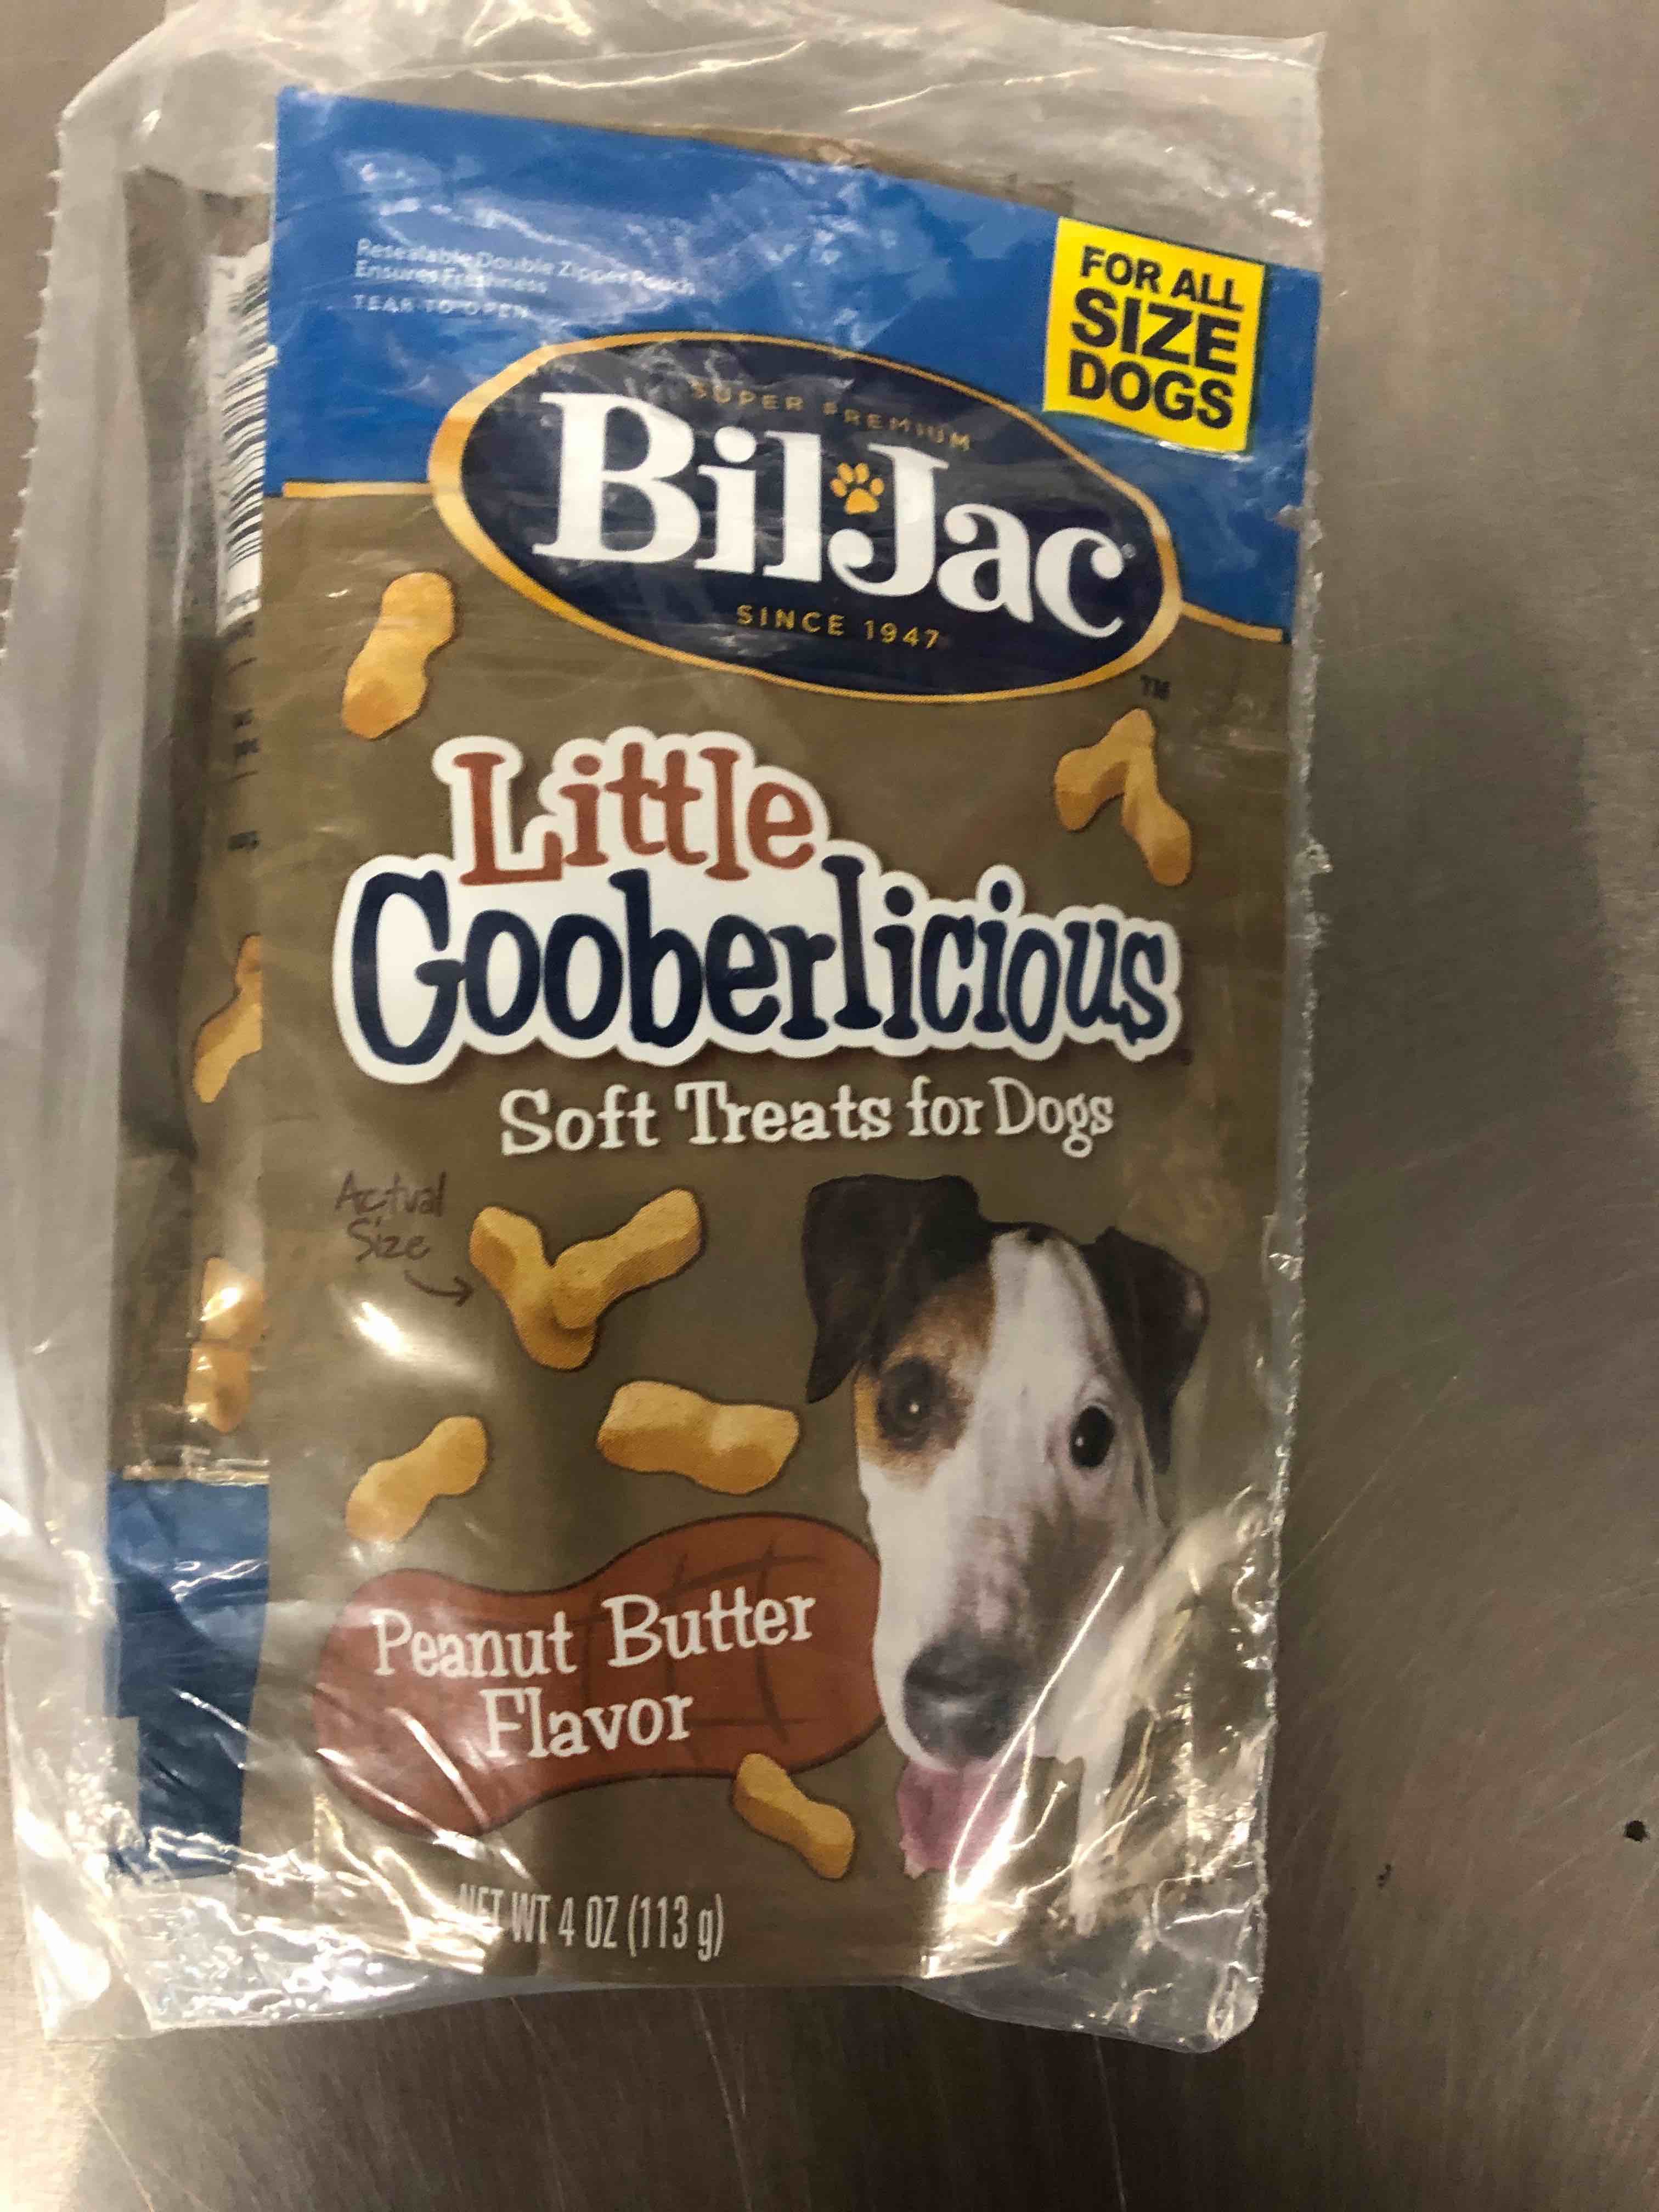 Resealable Double Zipper Pouch
Ensures Freshness
TEAR TO OPEN
FOR ALL
SIZE
DOGS
SUPER PREMIUM
Bil-Jac®
SINCE 1947
TM
Little
Gooberlicious
Soft Treats for Dogs
Actual
Size
Peanut Butter
Flavor
NET WT 4 OZ (113 g)